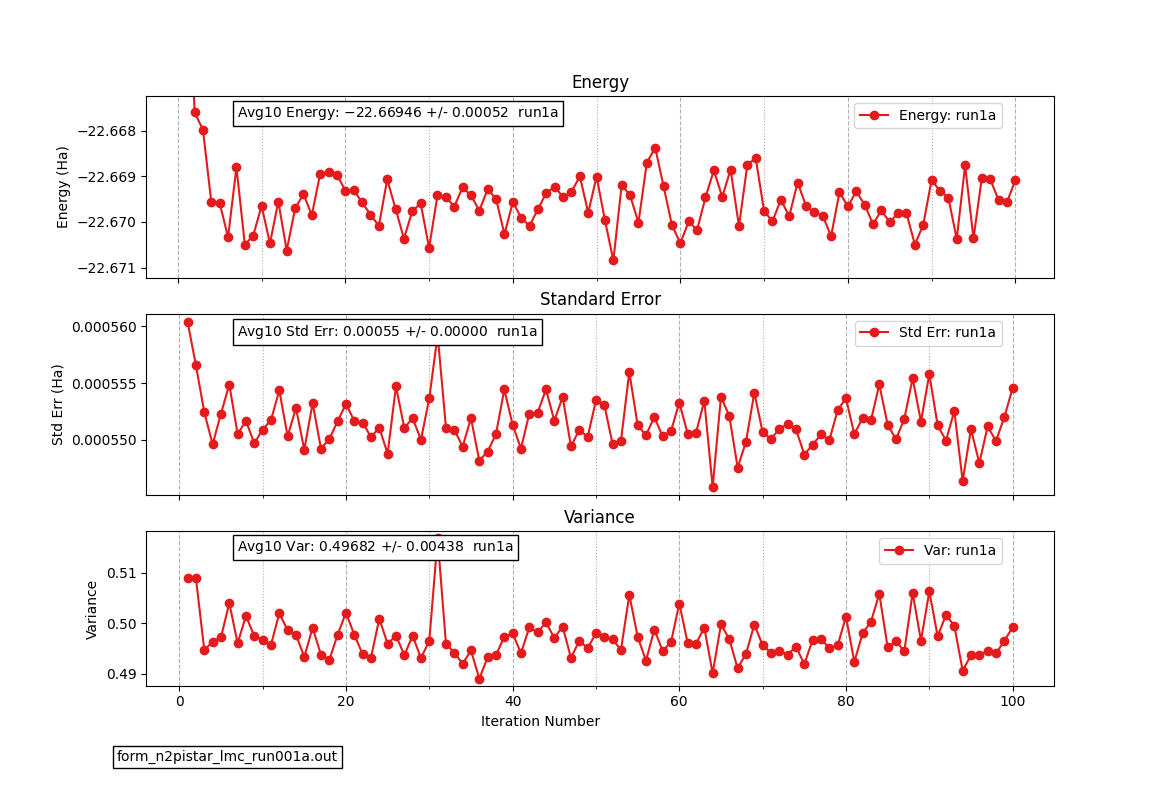 Energy
Avg10 Energy: −22.66946 +/- 0.00052  run1a
Energy: run1a
−22.668
−22.669
−22.670
−22.671
Energy (Ha)
Standard Error
Avg10 Std Err: 0.00055 +/- 0.00000  run1a
Std Err: run1a
0.000560
0.000555
0.000550
Std Err (Ha)
Variance
Avg10 Var: 0.49682 +/- 0.00438  run1a
Var: run1a
0.51
0.50
0.49
Variance
0 20 40 60 80 100
Iteration Number
form_n2pistar_lmc_run001a.out